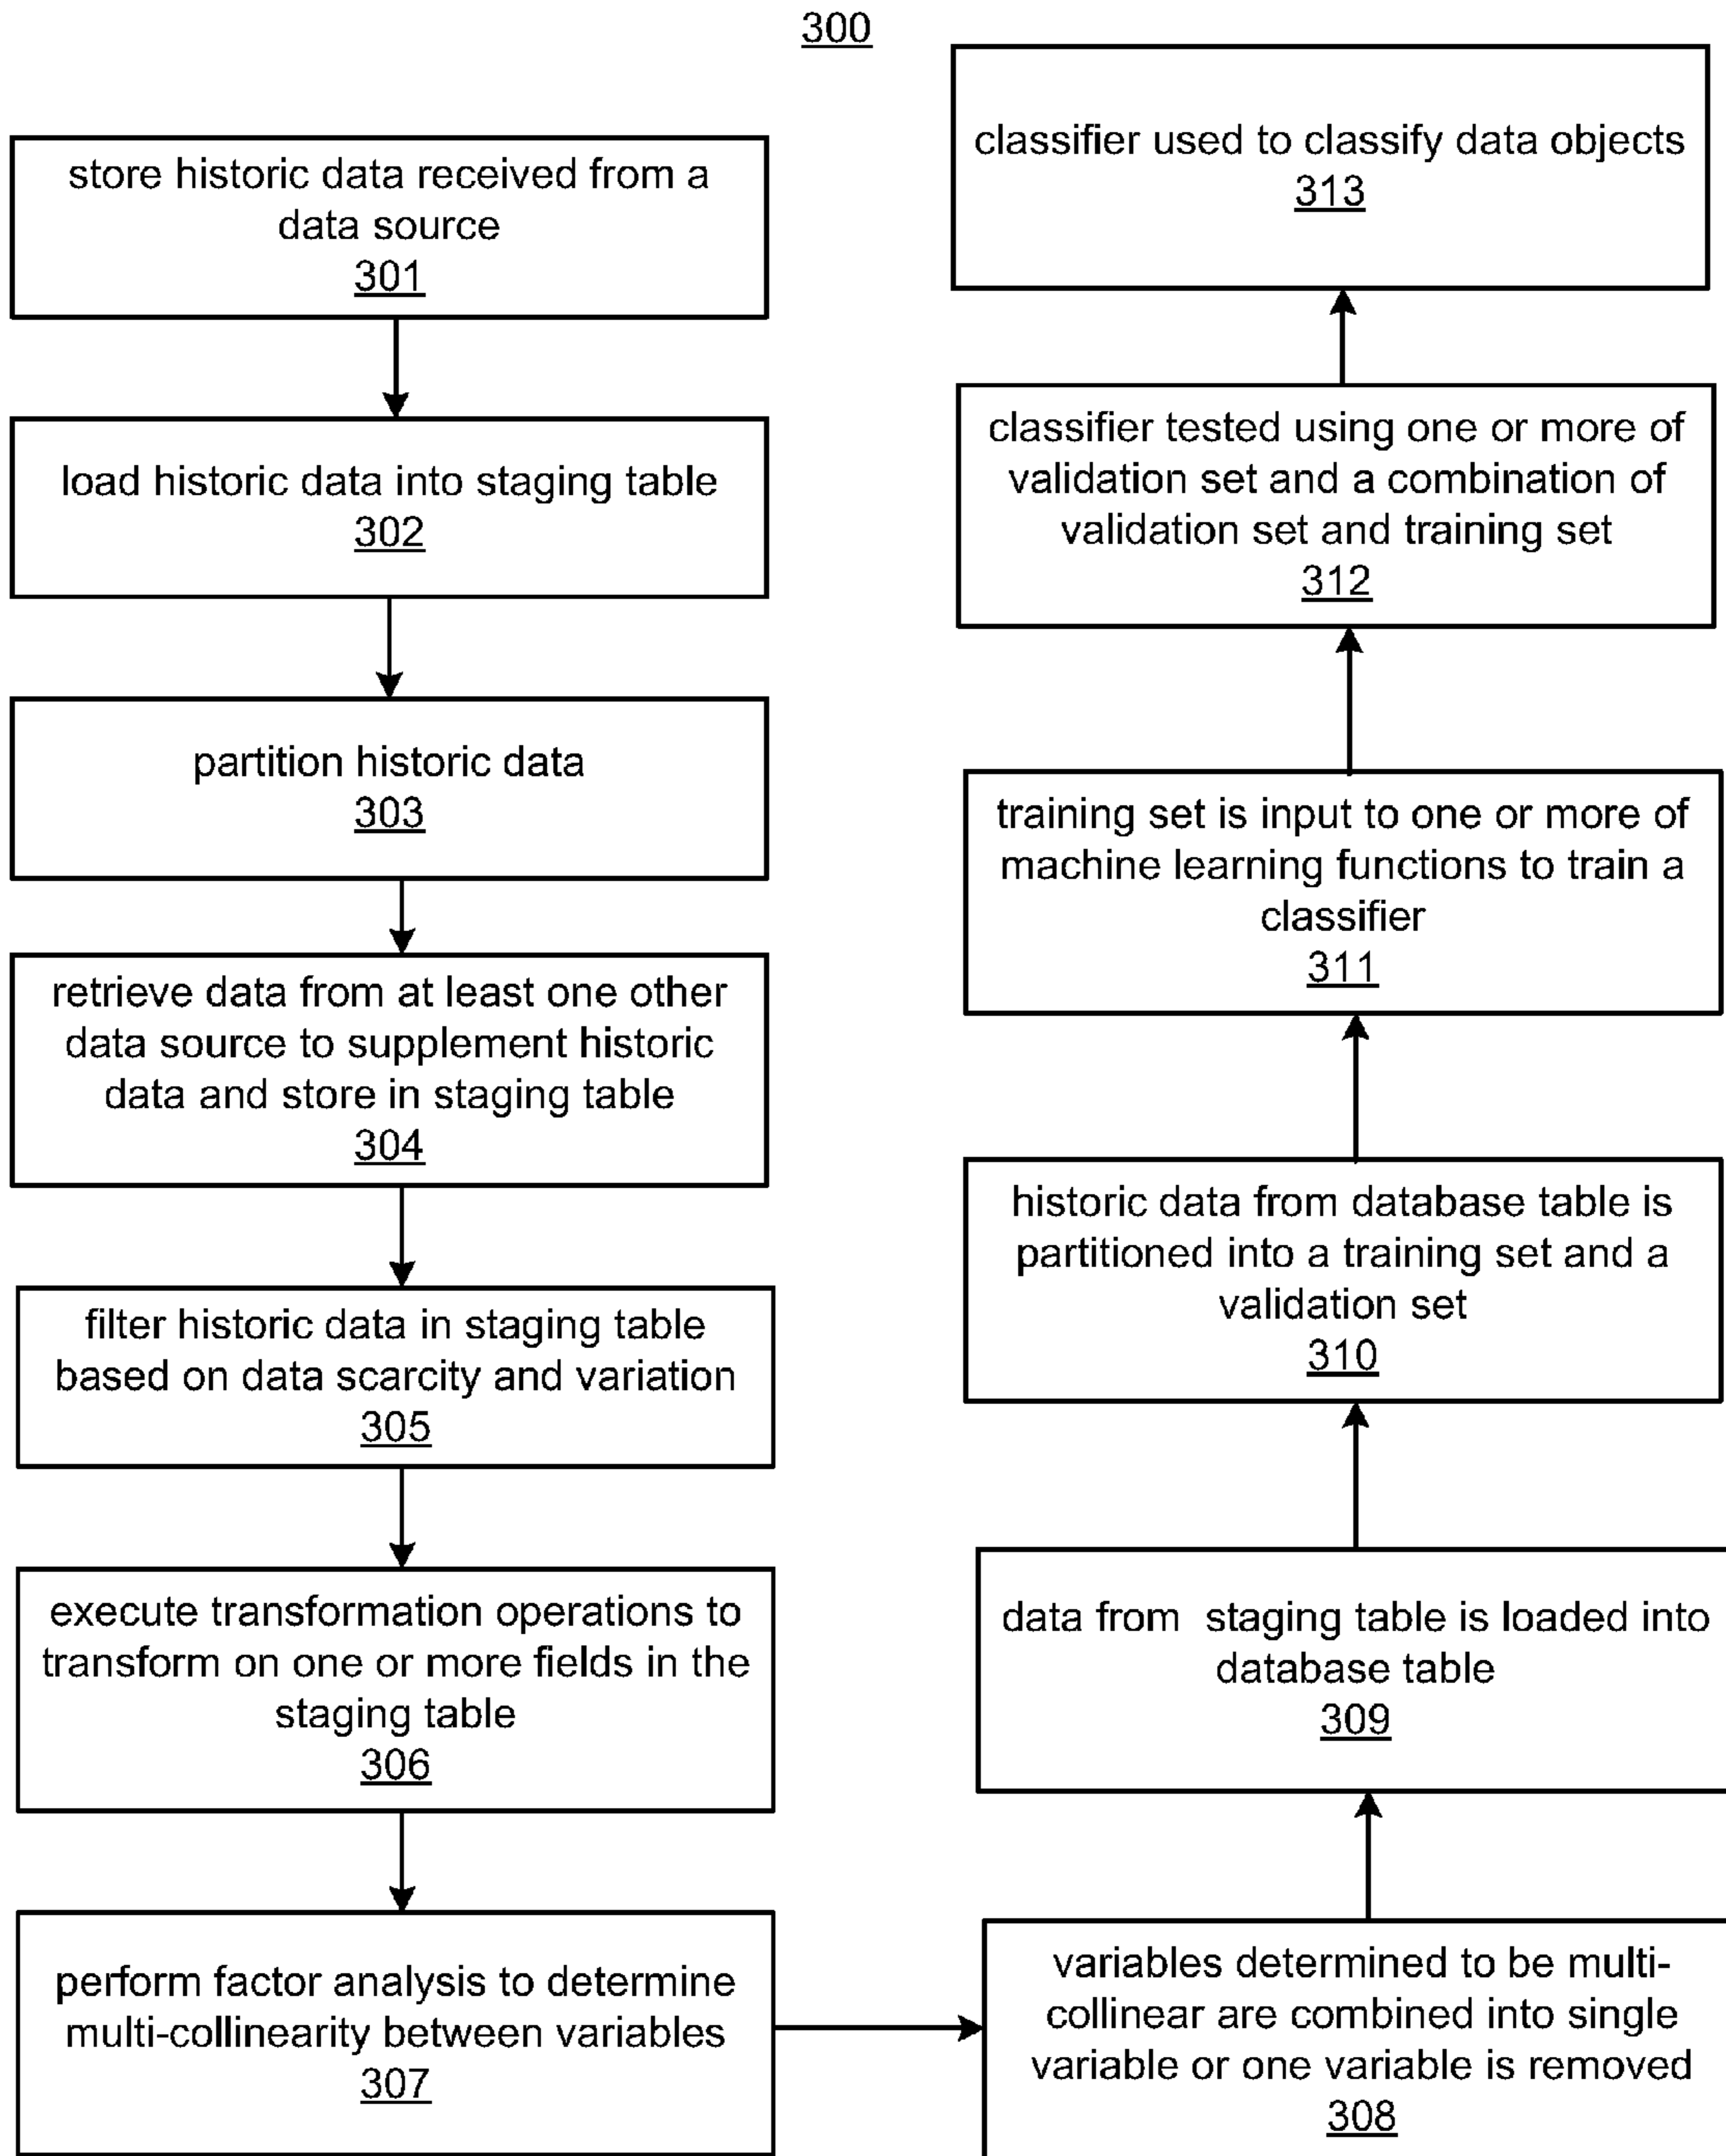 300
store historic data received from a
data source
301
load historic data into staging table
302
partition historic data
303
retrieve data from at least one other
data source to supplement historic
data and store in staging table
304
filter historic data in staging table
based on data scarcity and variation
305
execute transformation operations to
transform on one or more fields in the
staging table
306
perform factor analysis to determine
multi-collinearity between variables
307
variables determined to be multi-
collinear are combined into single
variable or one variable is removed
308
data from staging table is loaded into
database table
309
historic data from database table is
partitioned into a training set and a
validation set
310
training set is input to one or more of
machine learning functions to train a
classifier
311
classifier tested using one or more of
validation set and a combination of
validation set and training set
312
classifier used to classify data objects
313